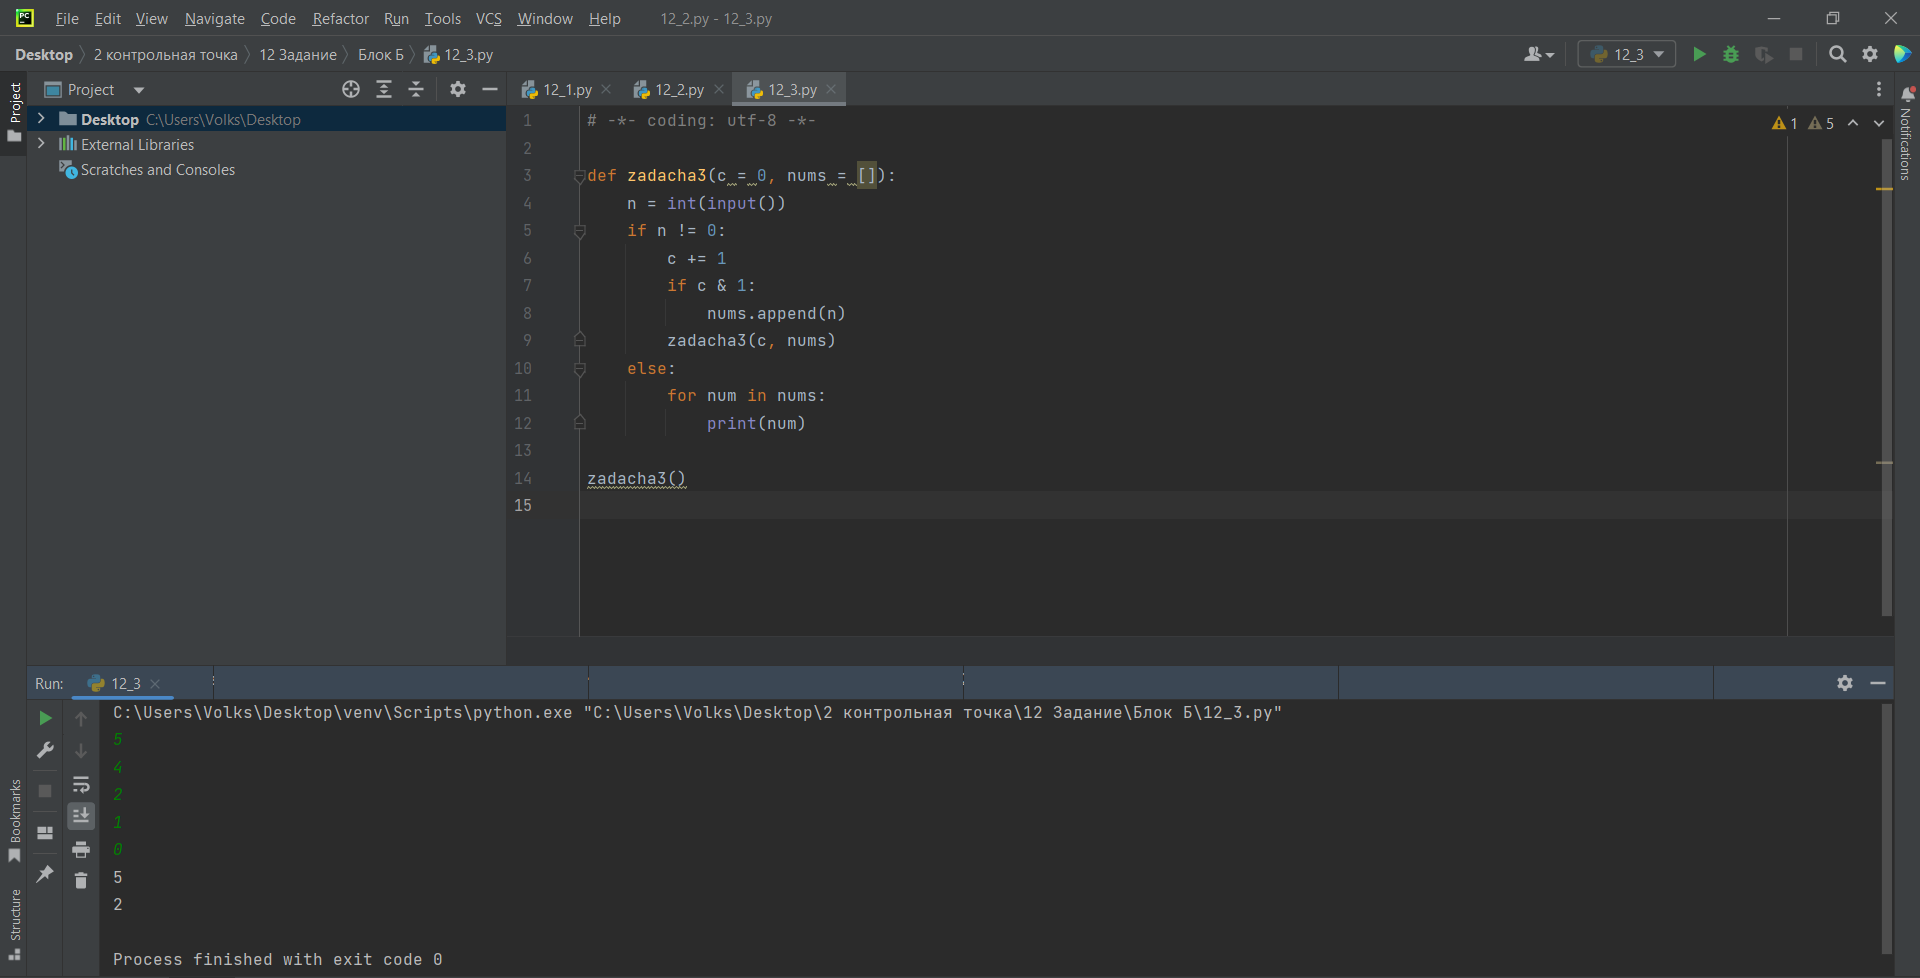 PC File Edit View Navigate Code Refactor Run Tools VCS Window Help 12_2.py - 12_3.py
Desktop 2 контрольная точка 12 Задание Блок Б 12_3.py 12_3
Project
Project
Desktop C:\Users\Volks\Desktop
External Libraries
Scratches and Consoles
12_1.py 12_2.py 12_3.py
1 5
Notifications
1 # -*- coding: utf-8 -*-
2
3 def zadacha3(c = 0, nums = []):
4 n = int(input())
5 if n != 0:
6 c += 1
7 if c & 1:
8 nums.append(n)
9 zadacha3(c, nums)
10 else:
11 for num in nums:
12 print(num)
13
14 zadacha3()
15
Run: 12_3
C:\Users\Volks\Desktop\venv\Scripts\python.exe "C:\Users\Volks\Desktop\2 контрольная точка\12 Задание\Блок Б\12_3.py"
5
4
2
1
0
5
2
Process finished with exit code 0
Bookmarks
Structure